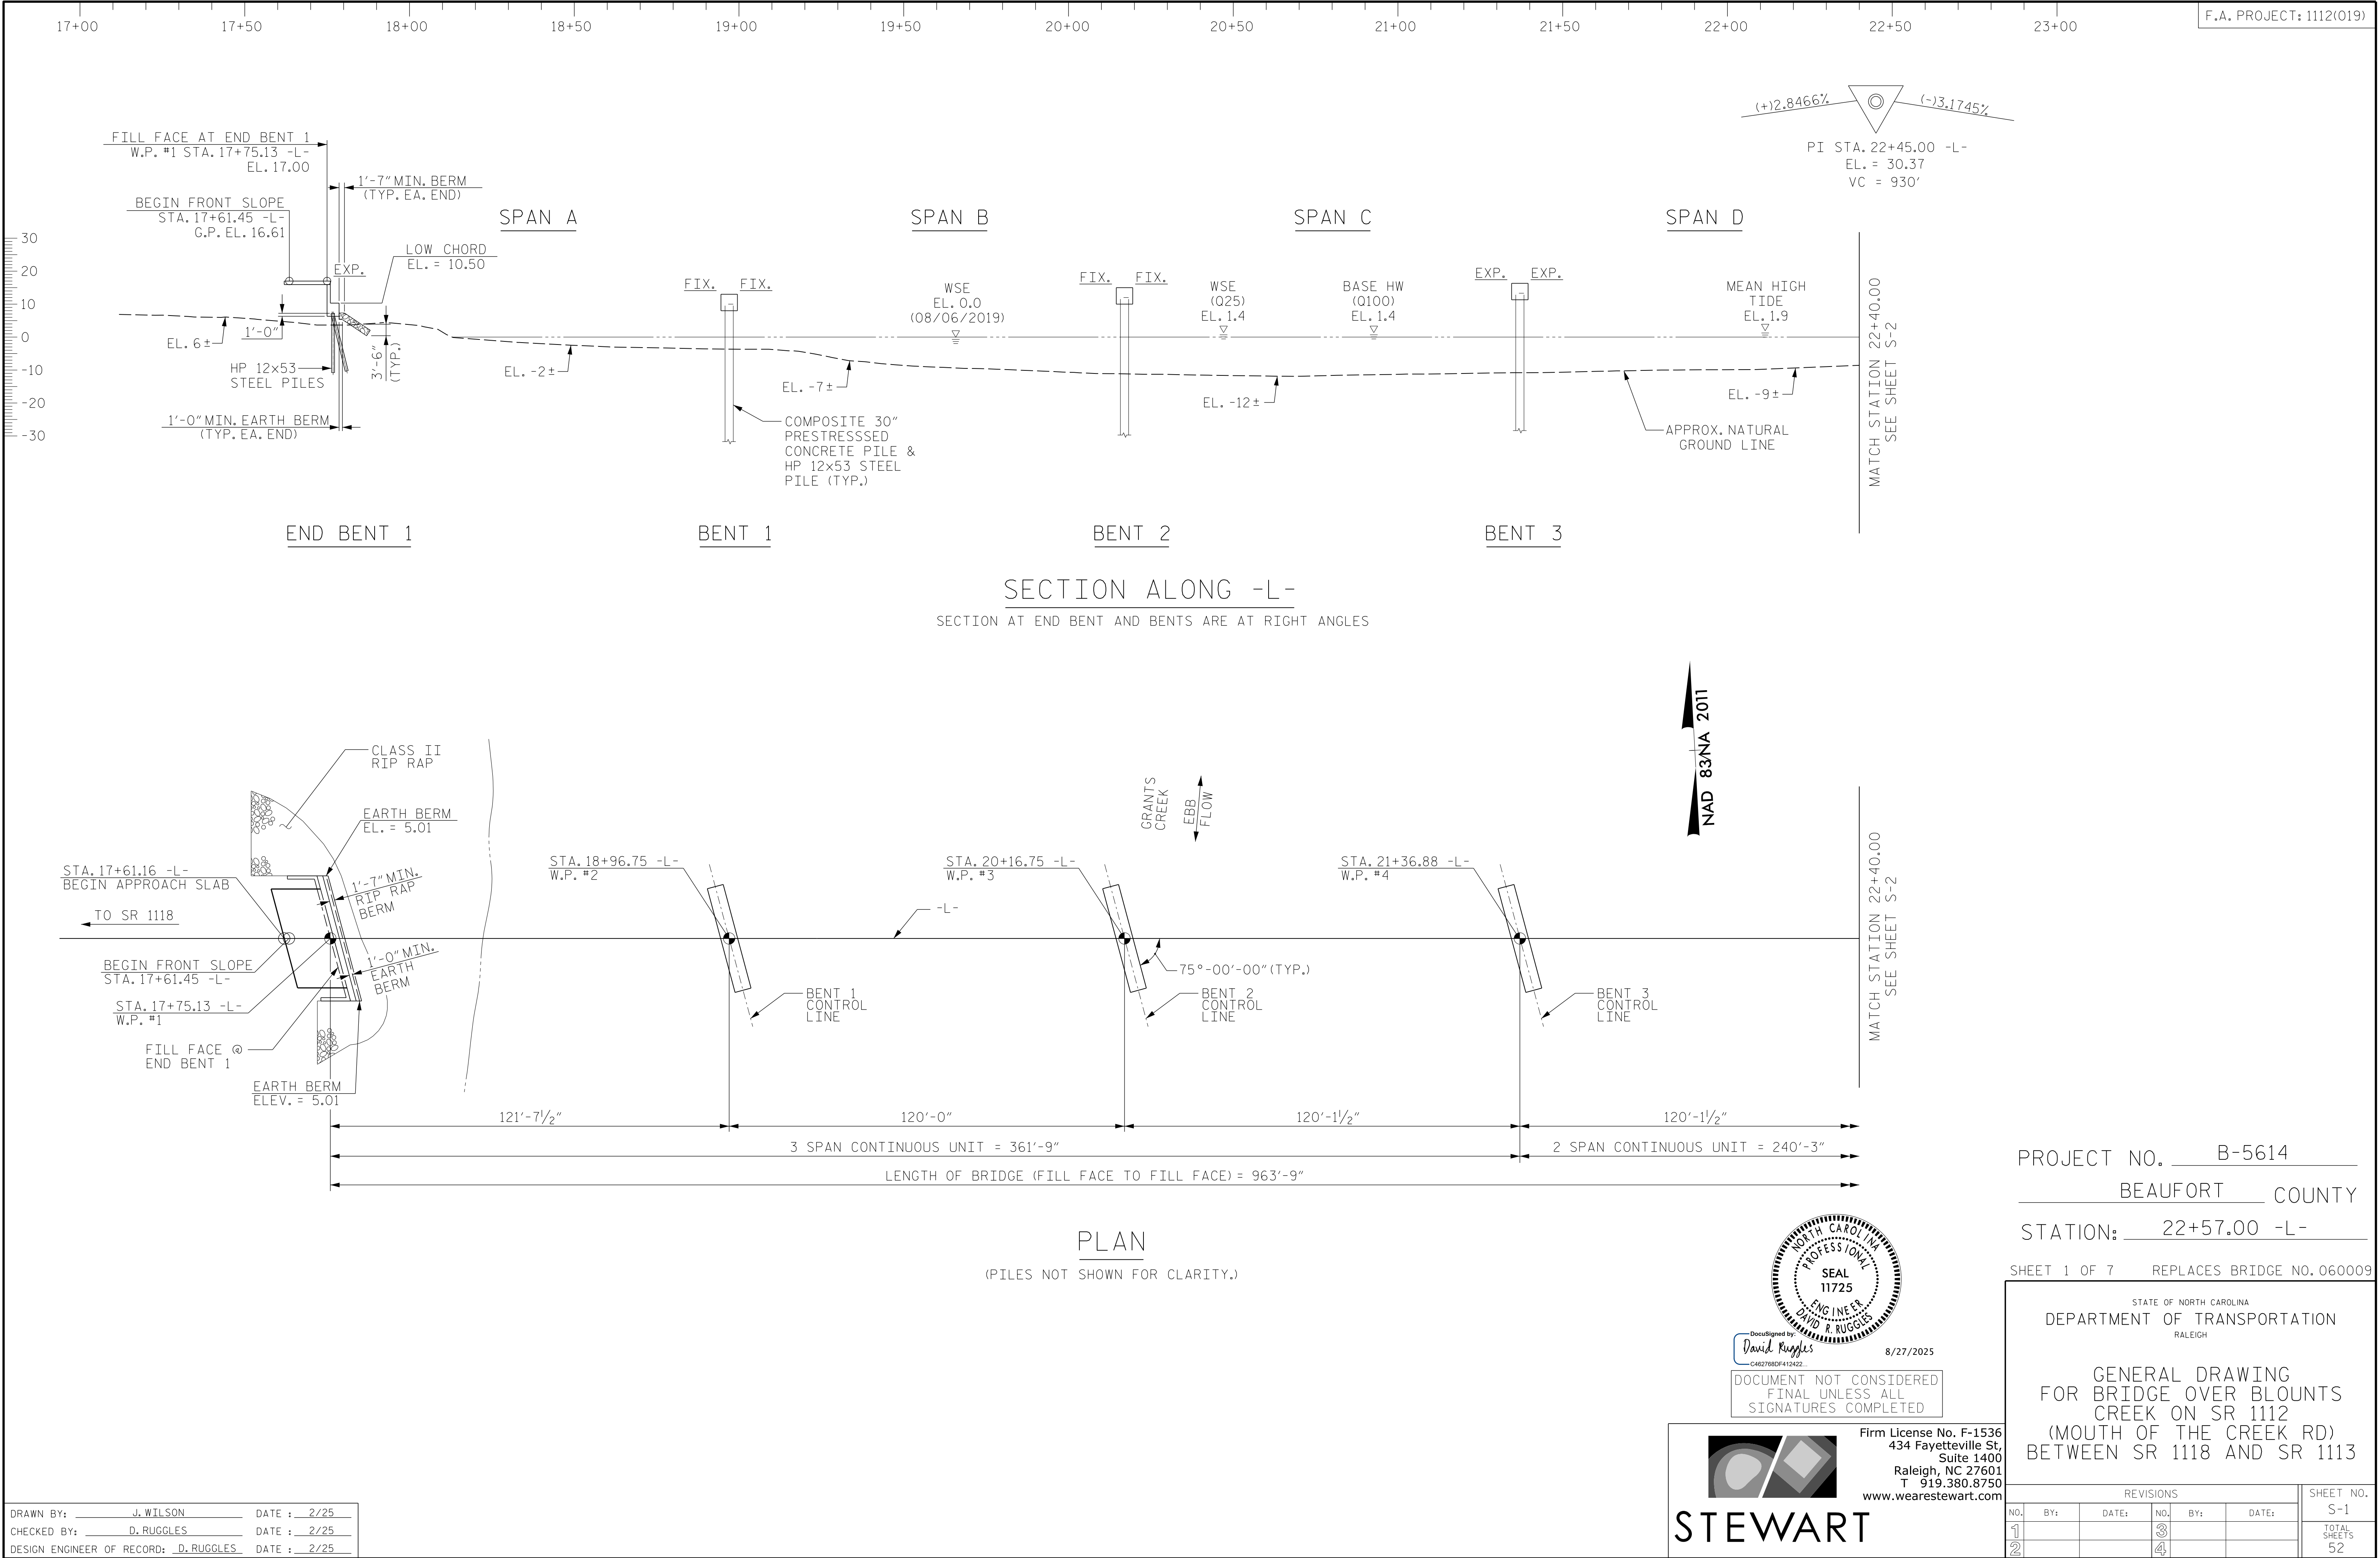 F.A. PROJECT: 1112(019)
17+00 17+50 18+00 18+50 19+00 19+50 20+00 20+50 21+00 21+50 22+00 22+50 23+00
(+)2.8466%
(-)3.1745%
PI STA. 22+45.00 -L-
EL. = 30.37
VC = 930'
FILL FACE AT END BENT 1
W.P. #1 STA. 17+75.13 -L-
EL. 17.00
1'-7" MIN. BERM
(TYP. EA. END)
BEGIN FRONT SLOPE
STA. 17+61.45 -L-
G.P. EL. 16.61
SPAN A
SPAN B
SPAN C
SPAN D
LOW CHORD
EL. = 10.50
EXP.
30
20
10
0
-10
-20
-30
FIX. FIX.
FIX. FIX.
EXP. EXP.
WSE
EL. 0.0
(08/06/2019)
WSE
(Q25)
EL. 1.4
BASE HW
(Q100)
EL. 1.4
MEAN HIGH
TIDE
EL. 1.9
EL. 6±
1'-0"
3'-6"
(TYP.)
HP 12x53
STEEL PILES
1'-0" MIN. EARTH BERM
(TYP. EA. END)
EL. -2±
EL. -7±
EL. -12±
EL. -9±
COMPOSITE 30"
PRESTRESSSED
CONCRETE PILE &
HP 12x53 STEEL
PILE (TYP.)
APPROX. NATURAL
GROUND LINE
MATCH STATION 22+40.00
SEE SHEET S-2
END BENT 1
BENT 1
BENT 2
BENT 3
SECTION ALONG -L-
SECTION AT END BENT AND BENTS ARE AT RIGHT ANGLES
NAD 83/NA 2011
CLASS II
RIP RAP
EARTH BERM
EL. = 5.01
GRANTS
CREEK
EBB
FLOW
STA. 17+61.16 -L-
BEGIN APPROACH SLAB
TO SR 1118
1'-7" MIN.
RIP RAP
BERM
1'-0" MIN.
EARTH
BERM
STA. 18+96.75 -L-
W.P. #2
STA. 20+16.75 -L-
W.P. #3
STA. 21+36.88 -L-
W.P. #4
-L-
BEGIN FRONT SLOPE
STA. 17+61.45 -L-
STA. 17+75.13 -L-
W.P. #1
FILL FACE @
END BENT 1
EARTH BERM
ELEV. = 5.01
75°-00'-00" (TYP.)
BENT 1
CONTROL
LINE
BENT 2
CONTROL
LINE
BENT 3
CONTROL
LINE
MATCH STATION 22+40.00
SEE SHEET S-2
121'-7½"
120'-0"
120'-1½"
120'-1½"
3 SPAN CONTINUOUS UNIT = 361'-9"
2 SPAN CONTINUOUS UNIT = 240'-3"
LENGTH OF BRIDGE (FILL FACE TO FILL FACE) = 963'-9"
PLAN
(PILES NOT SHOWN FOR CLARITY.)
PROJECT NO. B-5614
BEAUFORT COUNTY
STATION: 22+57.00 -L-
SHEET 1 OF 7 REPLACES BRIDGE NO. 060009
STATE OF NORTH CAROLINA
DEPARTMENT OF TRANSPORTATION
RALEIGH
GENERAL DRAWING
FOR BRIDGE OVER BLOUNTS
CREEK ON SR 1112
(MOUTH OF THE CREEK RD)
BETWEEN SR 1118 AND SR 1113
NORTH CAROLINA
PROFESSIONAL
SEAL
11725
ENGINEER
DAVID R. RUGGLES
DocuSigned by:
David Ruggles
C462768DF412422...
8/27/2025
DOCUMENT NOT CONSIDERED
FINAL UNLESS ALL
SIGNATURES COMPLETED
STEWART
Firm License No. F-1536
434 Fayetteville St,
Suite 1400
Raleigh, NC 27601
T 919.380.8750
www.wearestewart.com
REVISIONS
NO. BY: DATE: NO. BY: DATE:
1 3
2 4
SHEET NO.
S-1
TOTAL
SHEETS
52
DRAWN BY: J. WILSON DATE : 2/25
CHECKED BY: D. RUGGLES DATE : 2/25
DESIGN ENGINEER OF RECORD: D. RUGGLES DATE : 2/25